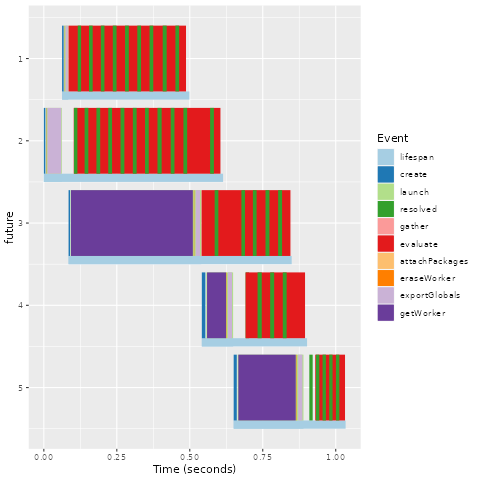 future
1
2
3
4
5
0.00 0.25 0.50 0.75 1.00
Time (seconds)
Event
lifespan
create
launch
resolved
gather
evaluate
attachPackages
eraseWorker
exportGlobals
getWorker